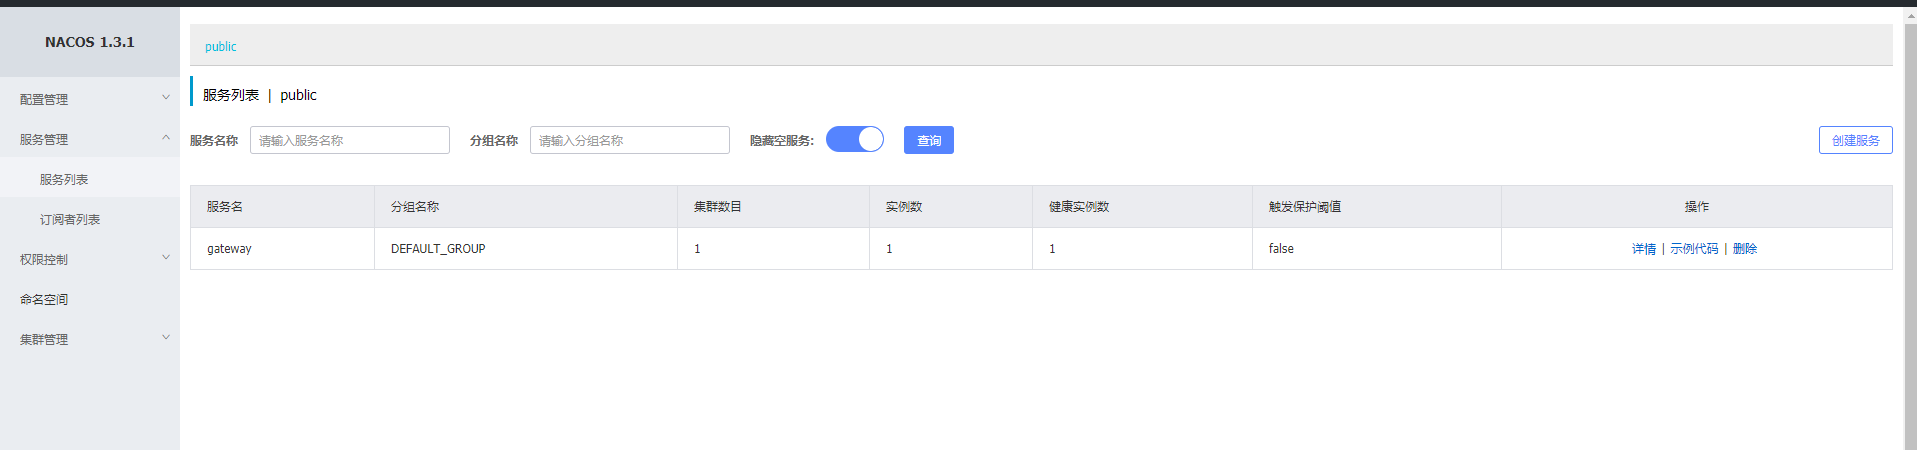 NACOS 1.3.1
配置管理
服务管理
服务列表
订阅者列表
权限控制
命名空间
集群管理
public
服务列表 | public
服务名称 请输入服务名称 分组名称 请输入分组名称 隐藏空服务: 查询 创建服务
服务名 分组名称 集群数目 实例数 健康实例数 触发保护阈值 操作
gateway DEFAULT_GROUP 1 1 1 false 详情 | 示例代码 | 删除